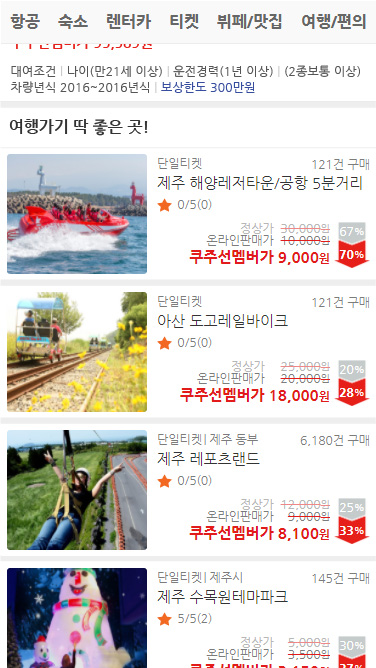 항공 숙소 렌터카 티켓 뷔페/맛집 여행/편의
대여조건 | 나이(만21세 이상) | 운전경력(1년 이상) | (2종보통 이상)
차량년식 2016~2016년식 | 보상한도 300만원
여행가기 딱 좋은 곳!
단일티켓 121건 구매
제주 해양레저타운/공항 5분거리
0/5(0)
정상가 30,000원 67%
온라인판매가 10,000원
쿠주선멤버가 9,000원 70%
단일티켓 121건 구매
아산 도고레일바이크
0/5(0)
정상가 25,000원 20%
온라인판매가 20,000원
쿠주선멤버가 18,000원 28%
단일티켓 | 제주 동부 6,180건 구매
제주 레포츠랜드
0/5(0)
정상가 12,000원 25%
온라인판매가 9,000원
쿠주선멤버가 8,100원 33%
단일티켓 | 제주시 145건 구매
제주 수목원테마파크
5/5(2)
정상가 5,000원 30%
온라인판매가 3,500원